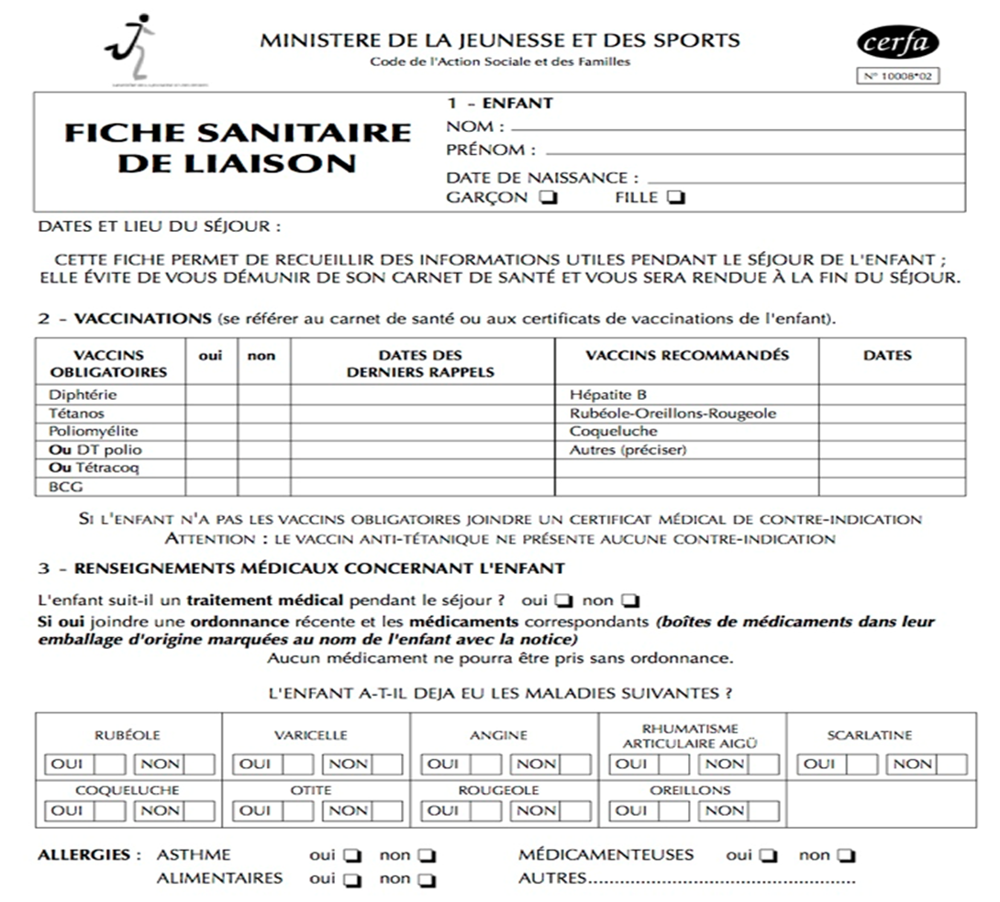 MINISTERE DE LA JEUNESSE ET DES SPORTS
Code de l'Action Sociale et des Familles
cerfa
N° 10008*02
FICHE SANITAIRE
DE LIAISON
1 - ENFANT
NOM :
PRÉNOM :
DATE DE NAISSANCE :
GARÇON ❏ FILLE ❏
DATES ET LIEU DU SÉJOUR :
CETTE FICHE PERMET DE RECUEILLIR DES INFORMATIONS UTILES PENDANT LE SÉJOUR DE L'ENFANT ;
ELLE ÉVITE DE VOUS DÉMUNIR DE SON CARNET DE SANTÉ ET VOUS SERA RENDUE À LA FIN DU SÉJOUR.
2 - VACCINATIONS (se référer au carnet de santé ou aux certificats de vaccinations de l'enfant).
VACCINS OBLIGATOIRES oui non DATES DES DERNIERS RAPPELS VACCINS RECOMMANDÉS DATES
Diphtérie Hépatite B
Tétanos Rubéole-Oreillons-Rougeole
Poliomyélite Coqueluche
Ou DT polio Autres (préciser)
Ou Tétracoq
BCG
SI L'ENFANT N'A PAS LES VACCINS OBLIGATOIRES JOINDRE UN CERTIFICAT MÉDICAL DE CONTRE-INDICATION
ATTENTION : LE VACCIN ANTI-TÉTANIQUE NE PRÉSENTE AUCUNE CONTRE-INDICATION
3 - RENSEIGNEMENTS MÉDICAUX CONCERNANT L'ENFANT
L'enfant suit-il un traitement médical pendant le séjour ? oui ❏ non ❏
Si oui joindre une ordonnance récente et les médicaments correspondants (boîtes de médicaments dans leur
emballage d'origine marquées au nom de l'enfant avec la notice)
Aucun médicament ne pourra être pris sans ordonnance.
L'ENFANT A-T-IL DEJA EU LES MALADIES SUIVANTES ?
RUBÉOLE VARICELLE ANGINE RHUMATISME ARTICULAIRE AIGÜ SCARLATINE
OUI NON OUI NON OUI NON OUI NON OUI NON
COQUELUCHE OTITE ROUGEOLE OREILLONS
OUI NON OUI NON OUI NON OUI NON
ALLERGIES : ASTHME oui ❏ non ❏ MÉDICAMENTEUSES oui ❏ non ❏
ALIMENTAIRES oui ❏ non ❏ AUTRES..................................................